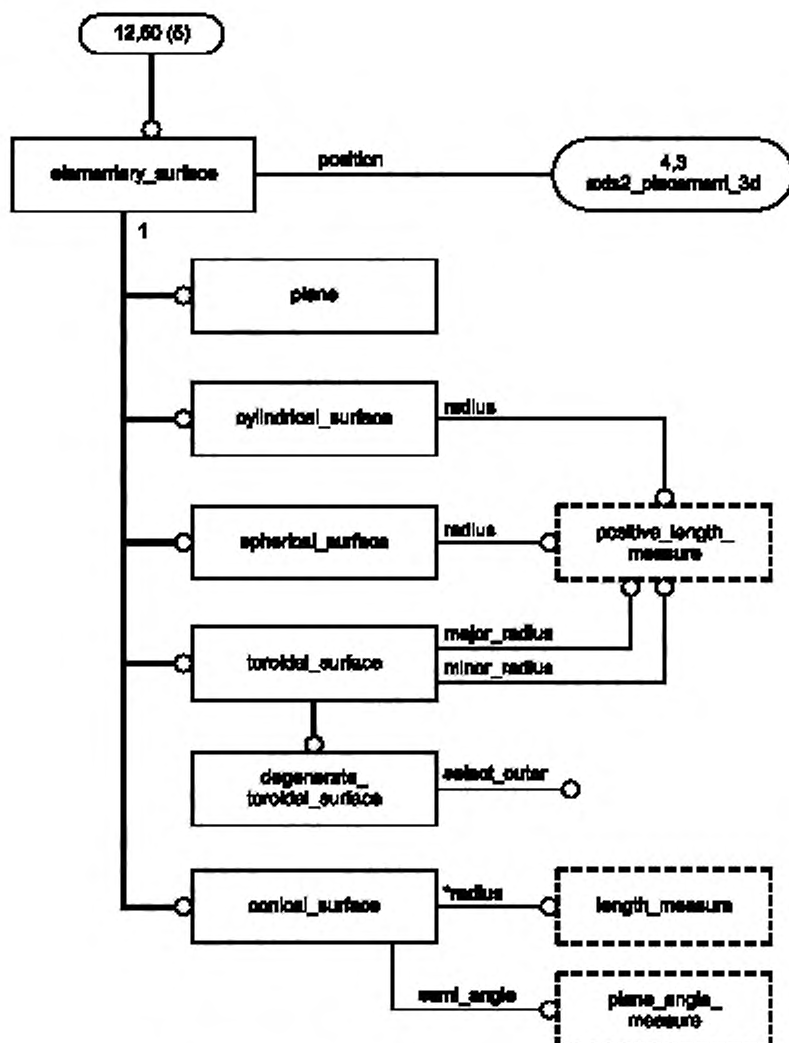 12,50 (5)
elementary_surface
position
4,3
axis2_placement_3d
1
plane
cylindrical_surface
radius
spherical_surface
radius
positive_length_
measure
toroidal_surface
major_radius
minor_radius
degenerate_
toroidal_surface
select_outer
conical_surface
*radius
length_measure
semi_angle
plane_angle_
measure